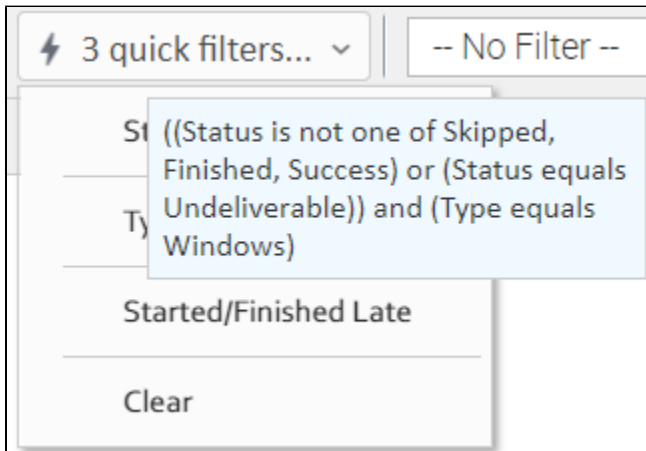 3 quick filters...
-- No Filter --
St
((Status is not one of Skipped,
Finished, Success) or (Status equals
Undeliverable)) and (Type equals
Windows)
Ty
Started/Finished Late
Clear